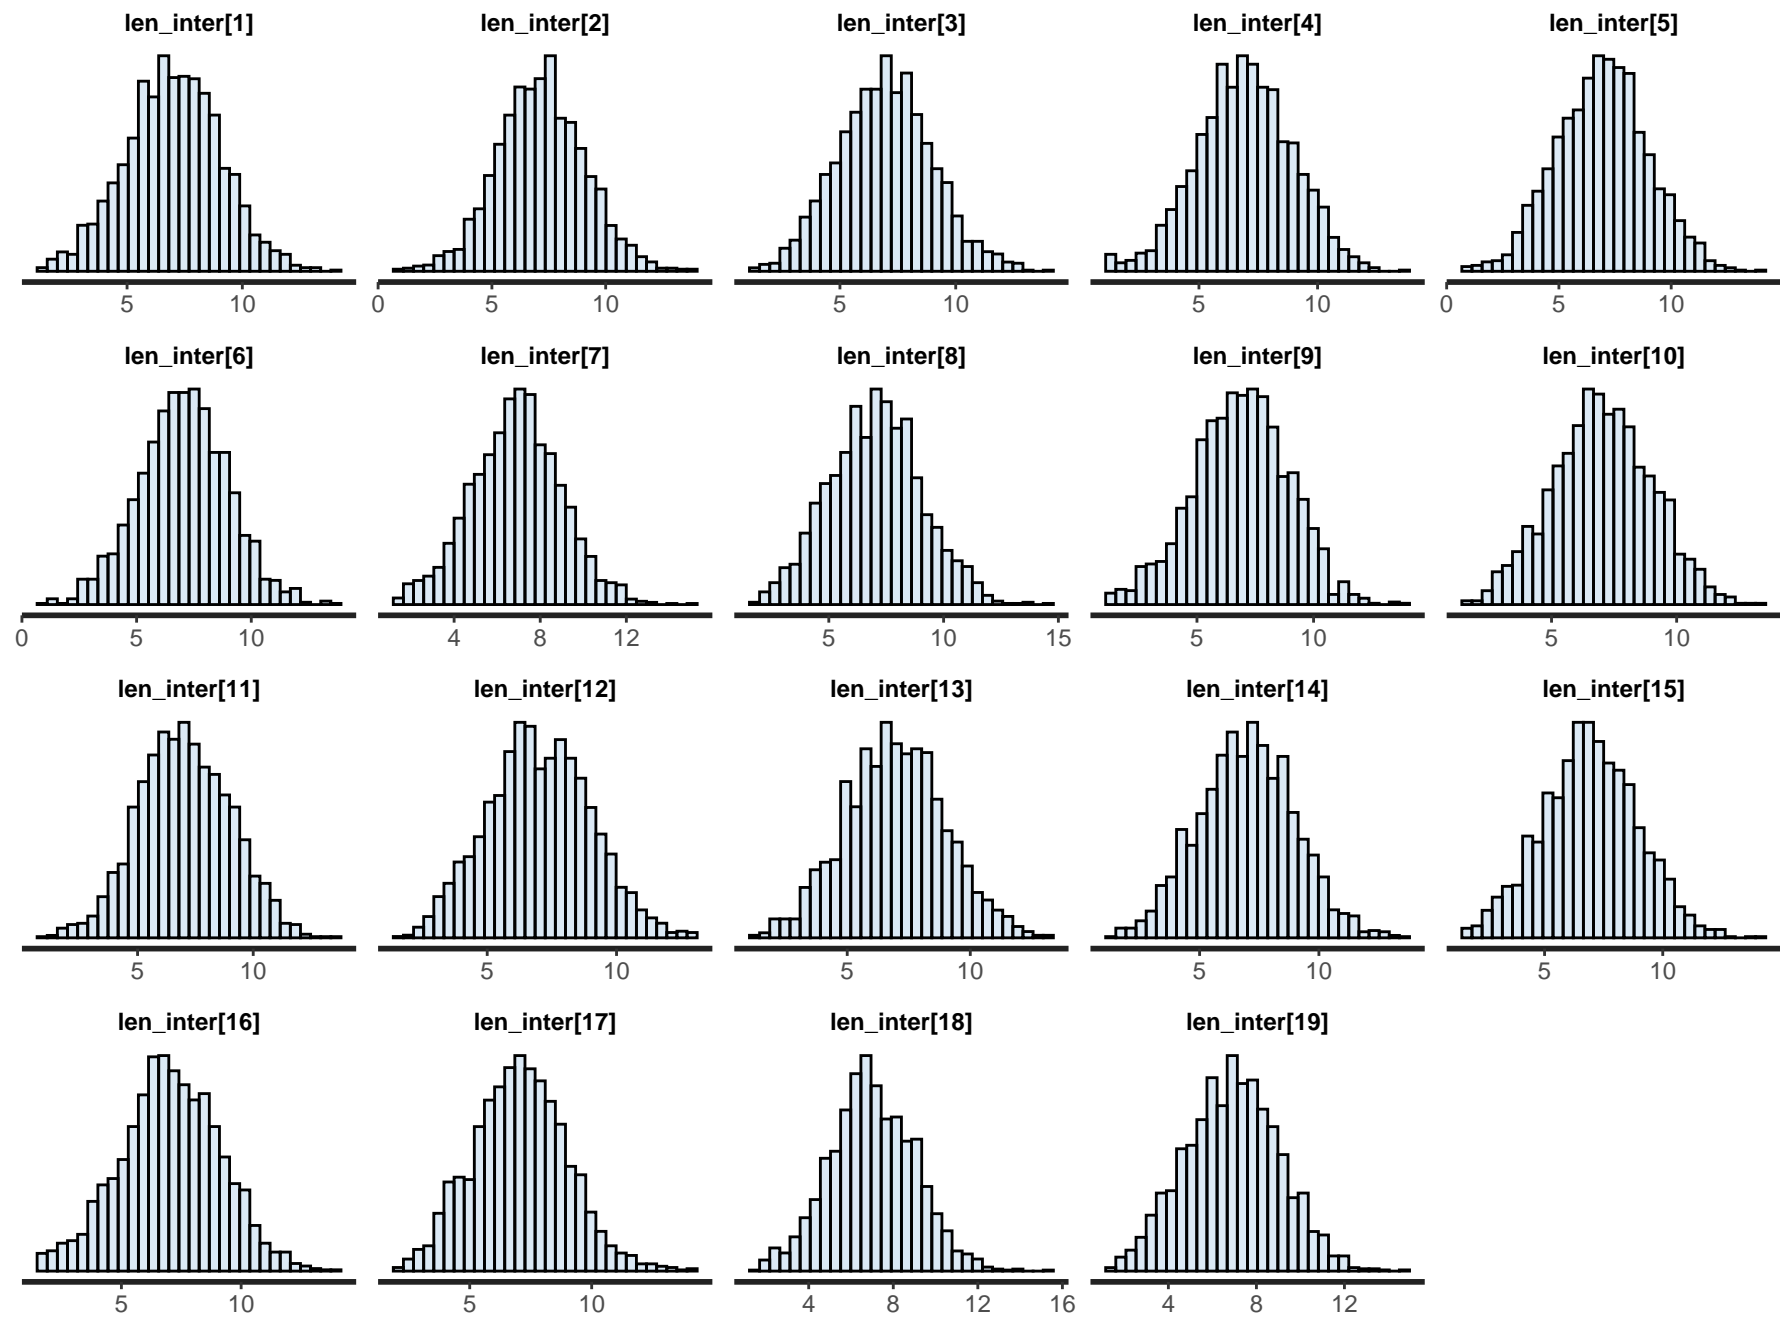 len_inter[1] len_inter[2] len_inter[3] len_inter[4] len_inter[5]
5 10 0 5 10 5 10 5 10 0 5 10
len_inter[6] len_inter[7] len_inter[8] len_inter[9] len_inter[10]
0 5 10 4 8 12 5 10 15 5 10 5 10
len_inter[11] len_inter[12] len_inter[13] len_inter[14] len_inter[15]
5 10 5 10 5 10 5 10 5 10
len_inter[16] len_inter[17] len_inter[18] len_inter[19]
5 10 5 10 4 8 12 16 4 8 12